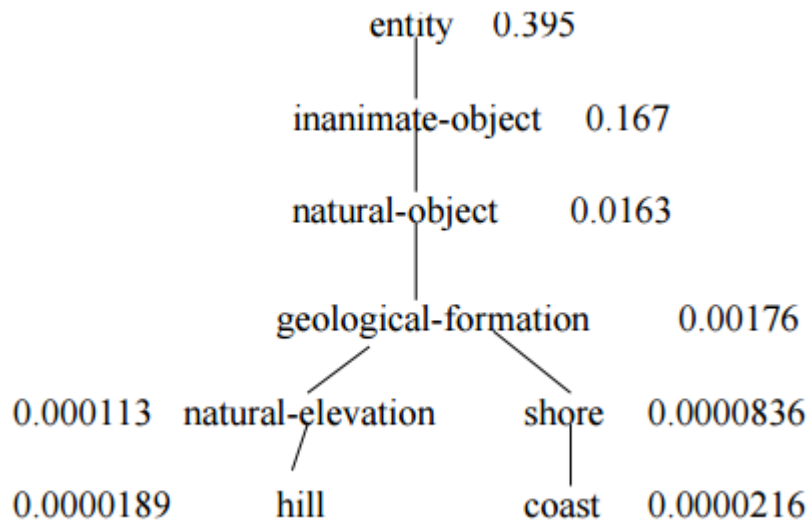 entity 0.395
inanimate-object 0.167
natural-object 0.0163
geological-formation 0.00176
0.000113 natural-elevation shore 0.0000836
0.0000189 hill coast 0.0000216